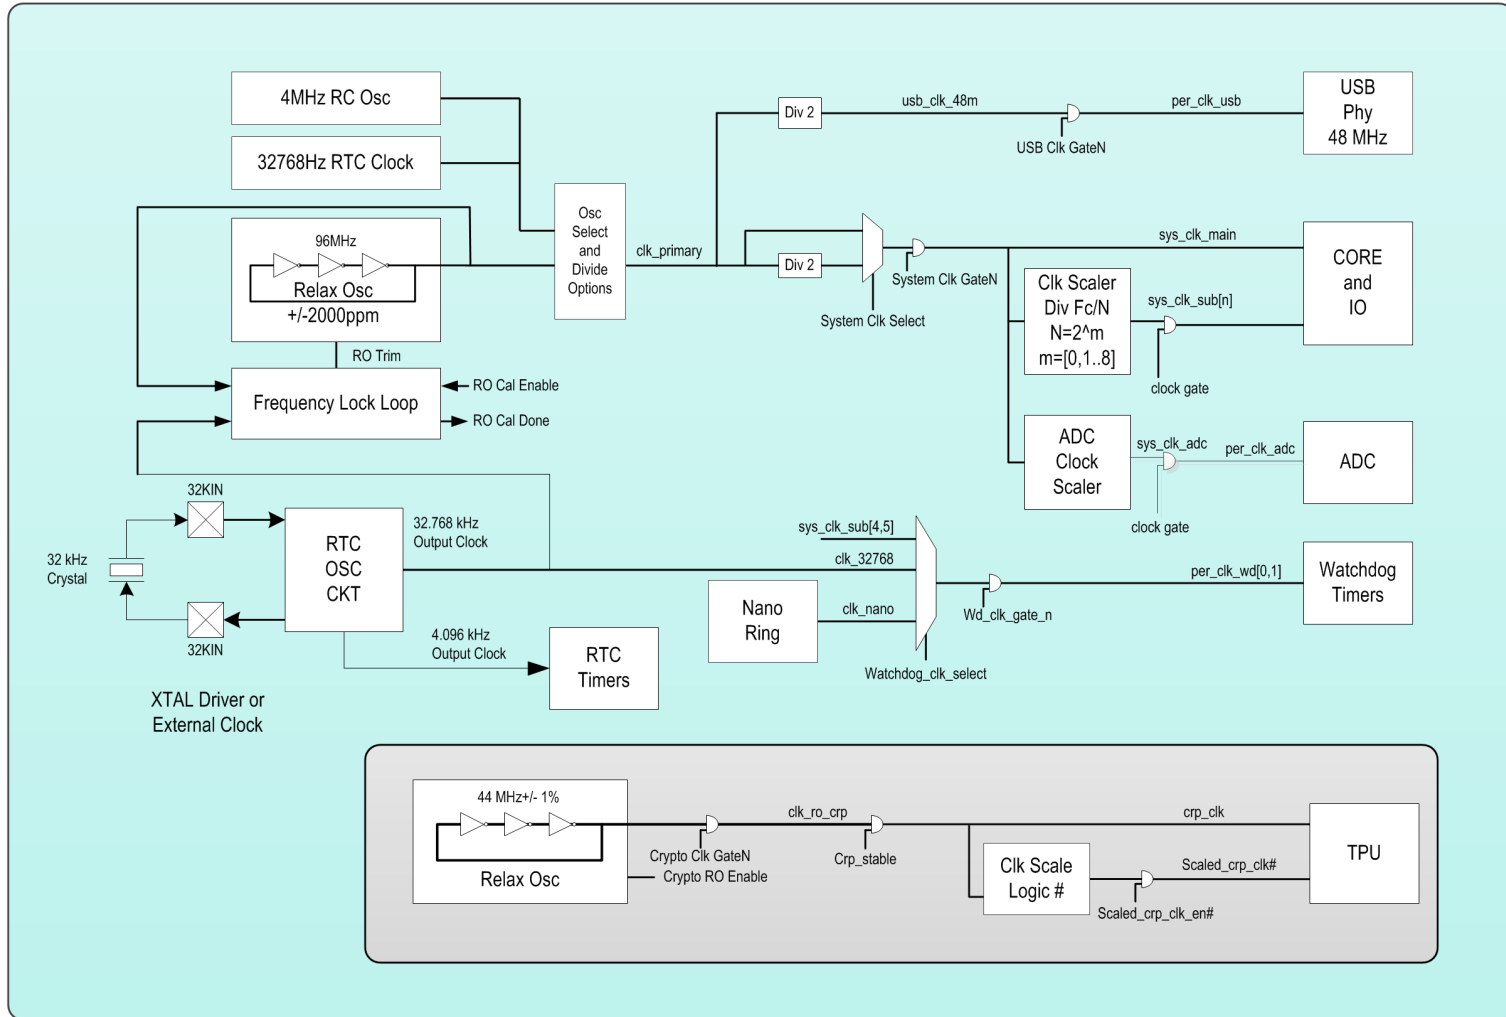 4MHz RC Osc
32768Hz RTC Clock
96MHz
Relax Osc
+/-2000ppm
RO Trim
Frequency Lock Loop
RO Cal Enable
RO Cal Done
Osc
Select
and
Divide
Options
clk_primary
Div 2
usb_clk_48m
USB Clk GateN
per_clk_usb
USB
Phy
48 MHz
Div 2
System Clk Select
System Clk GateN
sys_clk_main
CORE
and
IO
Clk Scaler
Div Fc/N
N=2^m
m=[0,1..8]
sys_clk_sub[n]
clock gate
ADC
Clock
Scaler
sys_clk_adc
clock gate
per_clk_adc
ADC
32 kHz
Crystal
32KIN
32KIN
RTC
OSC
CKT
32.768 kHz
Output Clock
4.096 kHz
Output Clock
RTC
Timers
XTAL Driver or
External Clock
sys_clk_sub[4,5]
clk_32768
Nano
Ring
clk_nano
Watchdog_clk_select
Wd_clk_gate_n
per_clk_wd[0,1]
Watchdog
Timers
44 MHz+/- 1%
Relax Osc
Crypto Clk GateN
Crypto RO Enable
clk_ro_crp
Crp_stable
crp_clk
Clk Scale
Logic #
Scaled_crp_clk#
Scaled_crp_clk_en#
TPU